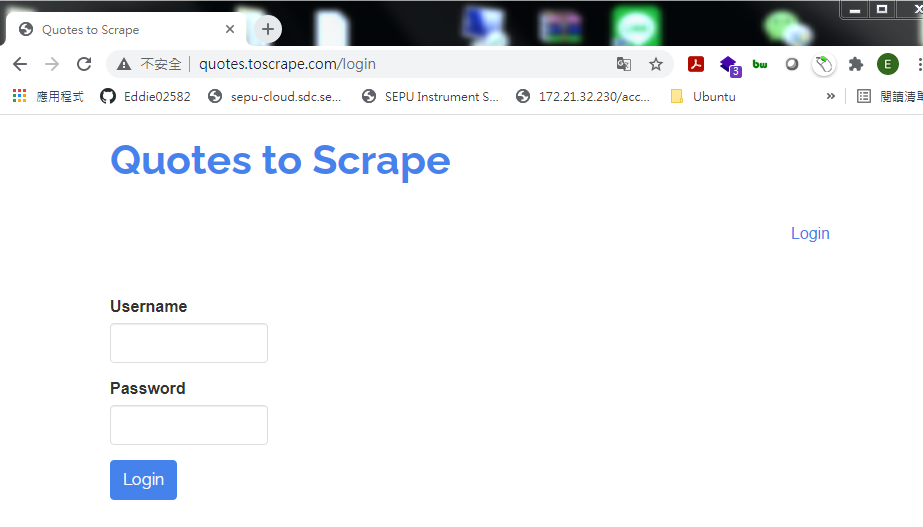 Quotes to Scrape
不安全 quotes.toscrape.com/login
應用程式 Eddie02582 sepu-cloud.sdc.se... SEPU Instrument S... 172.21.32.230/acc... Ubuntu » 閱讀清單
Quotes to Scrape
Login
Username
Password
Login